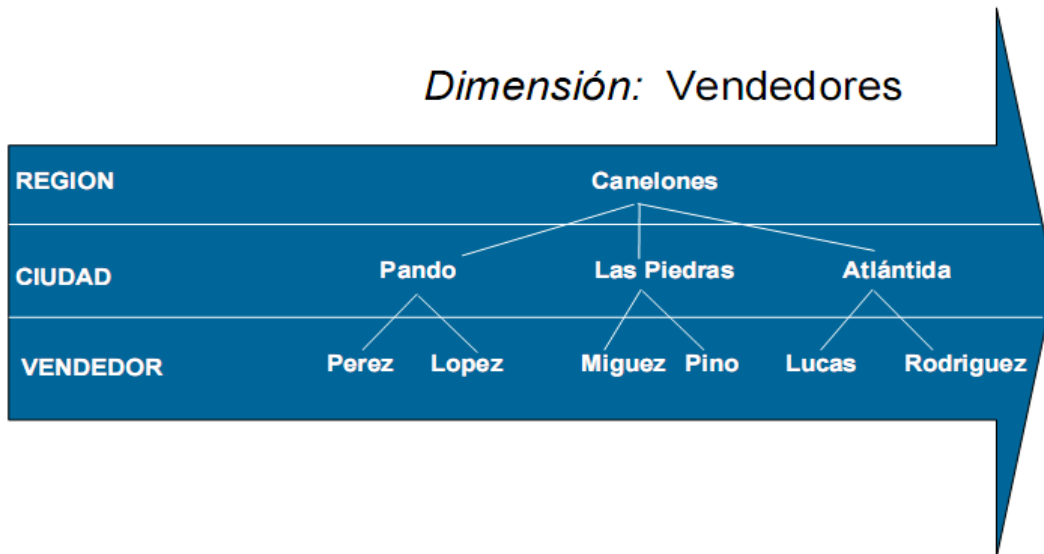 Dimensión: Vendedores
REGION Canelones
CIUDAD Pando Las Piedras Atlántida
VENDEDOR Perez Lopez Miguez Pino Lucas Rodriguez